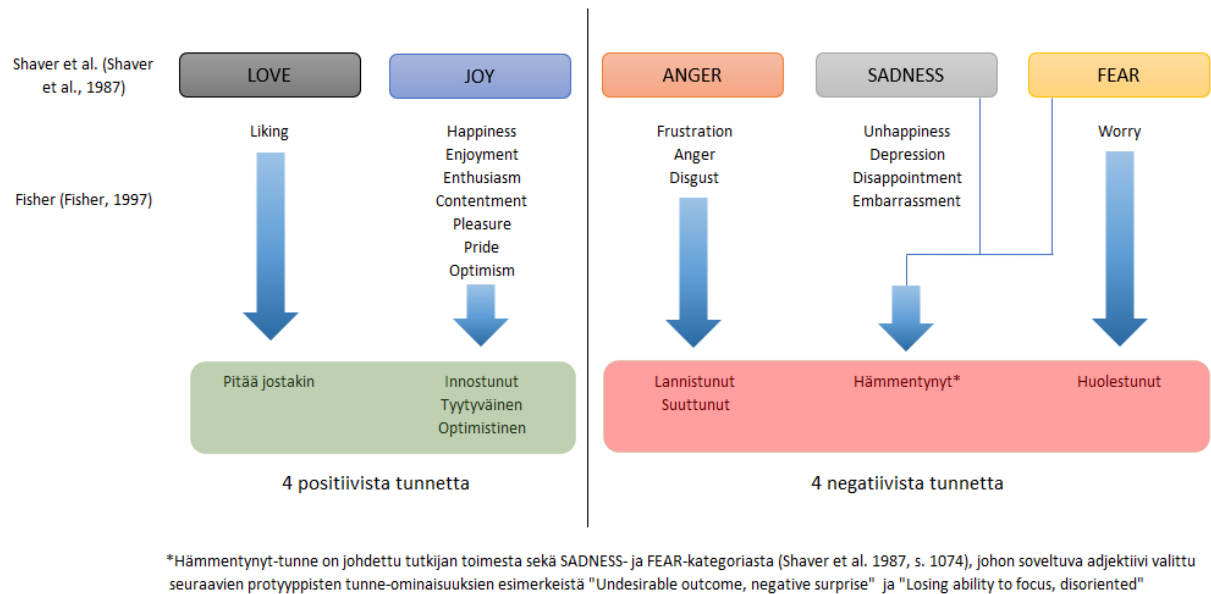 Shaver et al. (Shaver
et al., 1987)
LOVE
JOY
ANGER
SADNESS
FEAR
Fisher (Fisher, 1997)
Liking
Happiness
Enjoyment
Enthusiasm
Contentment
Pleasure
Pride
Optimism
Frustration
Anger
Disgust
Unhappiness
Depression
Disappointment
Embarrassment
Worry
Pitää jostakin
Innostunut
Tyytyväinen
Optimistinen
Lannistunut
Suuttunut
Hämmentynyt*
Huolestunut
4 positiivista tunnetta
4 negatiivista tunnetta
*Hämmentynyt-tunne on johdettu tutkijan toimesta sekä SADNESS- ja FEAR-kategoriasta (Shaver et al. 1987, s. 1074), johon soveltuva adjektiivi valittu
seuraavien protyyppisten tunne-ominaisuuksien esimerkeistä "Undesirable outcome, negative surprise"  ja "Losing ability to focus, disoriented"